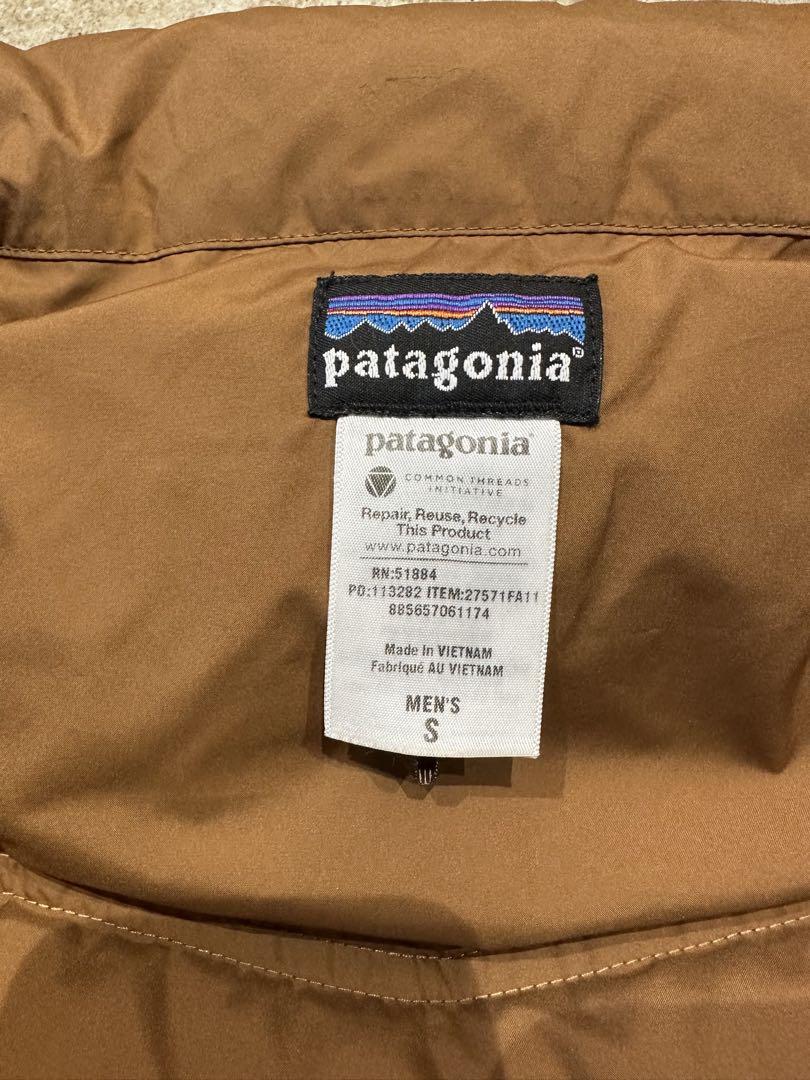 patagonia®
patagonia®
COMMON THREADS
INITIATIVE
Repair, Reuse, Recycle
This Product
www.patagonia.com
RN:51884
PO:113282 ITEM:27571FA11
885657061174
Made in VIETNAM
Fabriqué AU VIETNAM
MEN'S
S